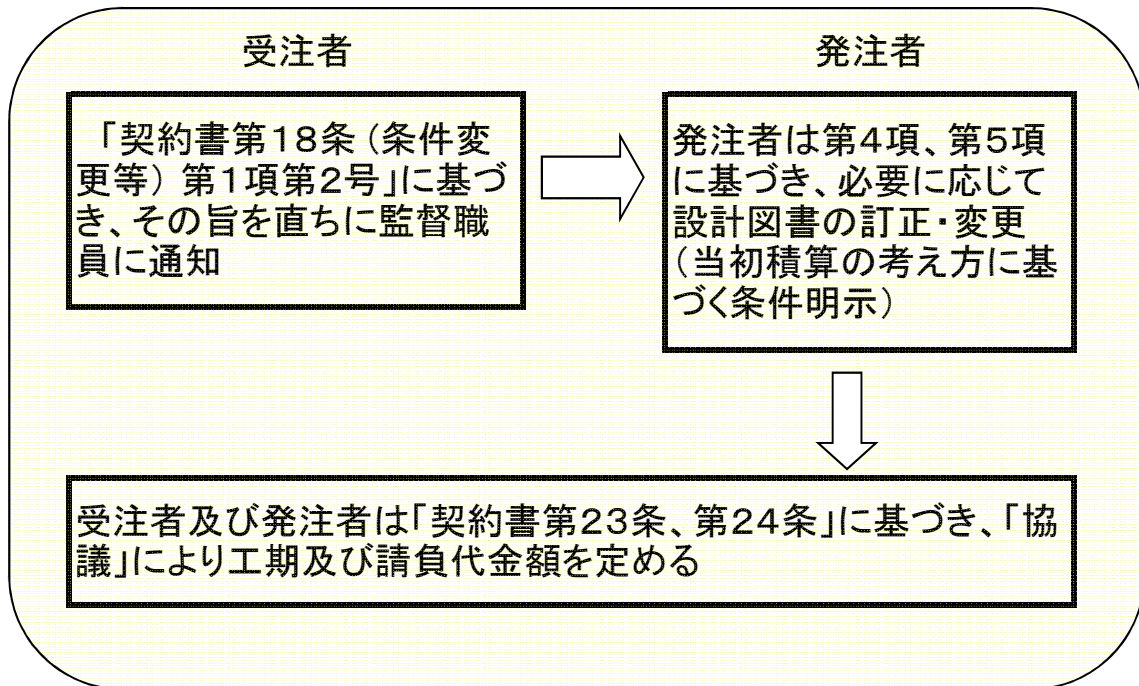 受注者
「契約書第18条(条件変
更等)第1項第2号」に基づ
き、その旨を直ちに監督職
員に通知
発注者
発注者は第4項、第5項
に基づき、必要に応じて
設計図書の訂正・変更
(当初積算の考え方に基
づく条件明示)
受注者及び発注者は「契約書第23条、第24条」に基づき、「協
議」により工期及び請負代金額を定める